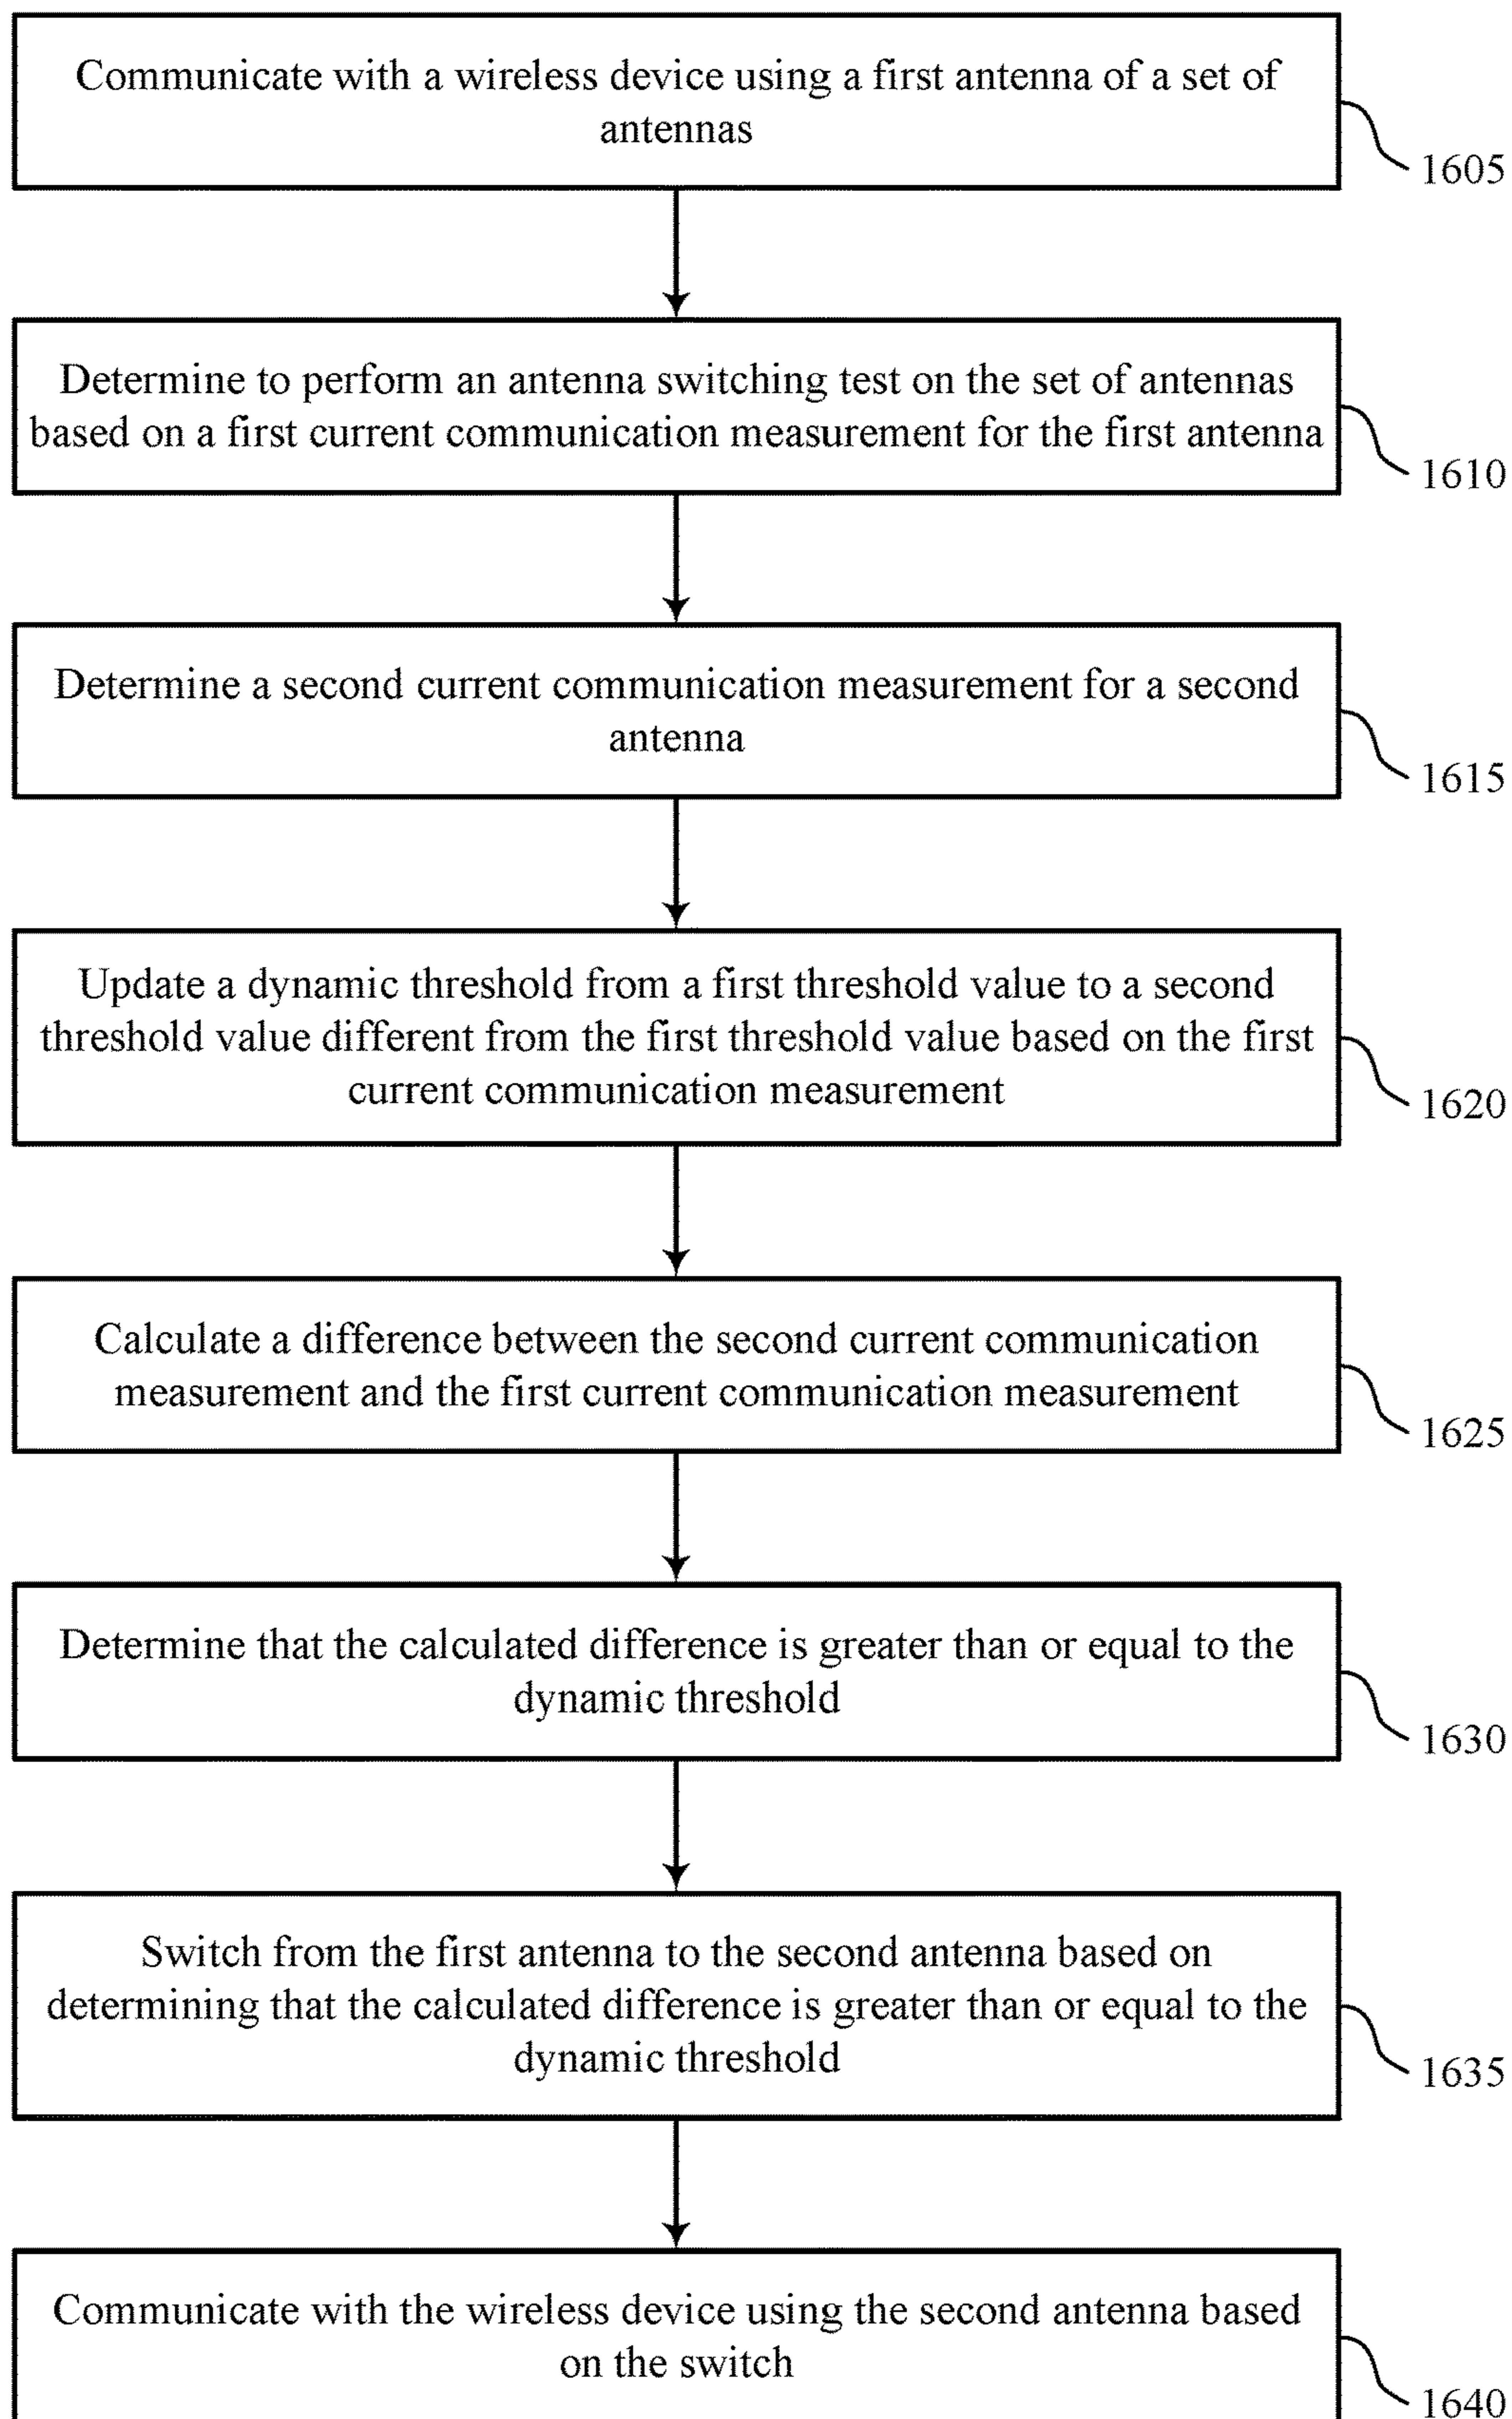 Communicate with a wireless device using a first antenna of a set of
antennas
1605
Determine to perform an antenna switching test on the set of antennas
based on a first current communication measurement for the first antenna
1610
Determine a second current communication measurement for a second
antenna
1615
Update a dynamic threshold from a first threshold value to a second
threshold value different from the first threshold value based on the first
current communication measurement
1620
Calculate a difference between the second current communication
measurement and the first current communication measurement
1625
Determine that the calculated difference is greater than or equal to the
dynamic threshold
1630
Switch from the first antenna to the second antenna based on
determining that the calculated difference is greater than or equal to the
dynamic threshold
1635
Communicate with the wireless device using the second antenna based
on the switch
1640